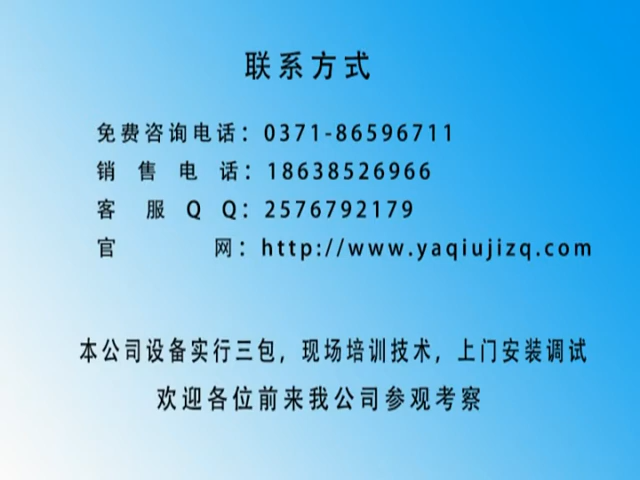 联系方式
免费咨询电话：0371-86596711
销售电话：18638526966
客服QQ：2576792179
官网：http://www.yaqiujizq.com
本公司设备实行三包，现场培训技术，上门安装调试
欢迎各位前来我公司参观考察